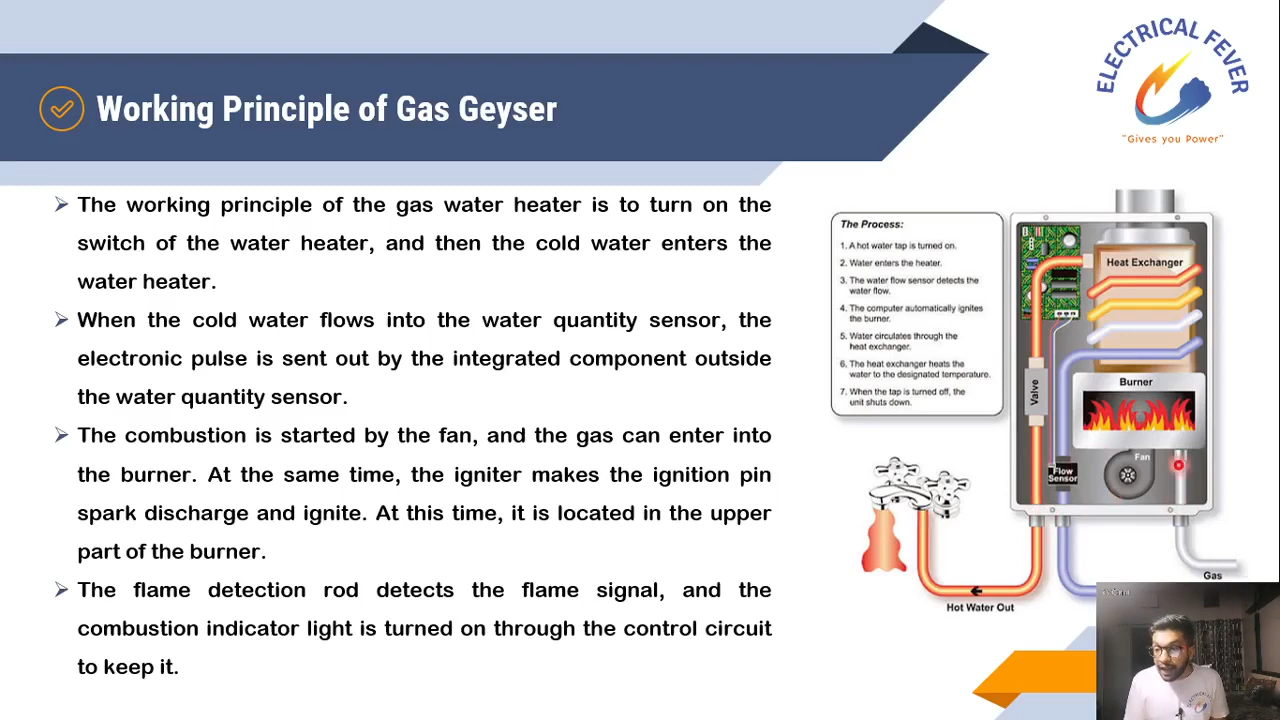 ELECTRICAL FEVER
"Gives you Power"
Working Principle of Gas Geyser
The working principle of the gas water heater is to turn on the
switch of the water heater, and then the cold water enters the
water heater.
When the cold water flows into the water quantity sensor, the
electronic pulse is sent out by the integrated component outside
the water quantity sensor.
The combustion is started by the fan, and the gas can enter into
the burner. At the same time, the igniter makes the ignition pin
spark discharge and ignite. At this time, it is located in the upper
part of the burner.
The flame detection rod detects the flame signal, and the
combustion indicator light is turned on through the control circuit
to keep it.
The Process:
1. A hot water tap is turned on.
2. Water enters the heater.
3. The water flow sensor detects the
water flow.
4. The computer automatically ignites
the burner.
5. Water circulates through the
heat exchanger.
6. The heat exchanger heats the
water to the designated temperature.
7. When the tap is turned off, the
unit shuts down.
Heat Exchanger
Burner
Valve
Fan
Flow
Sensor
Gas
Hot Water Out